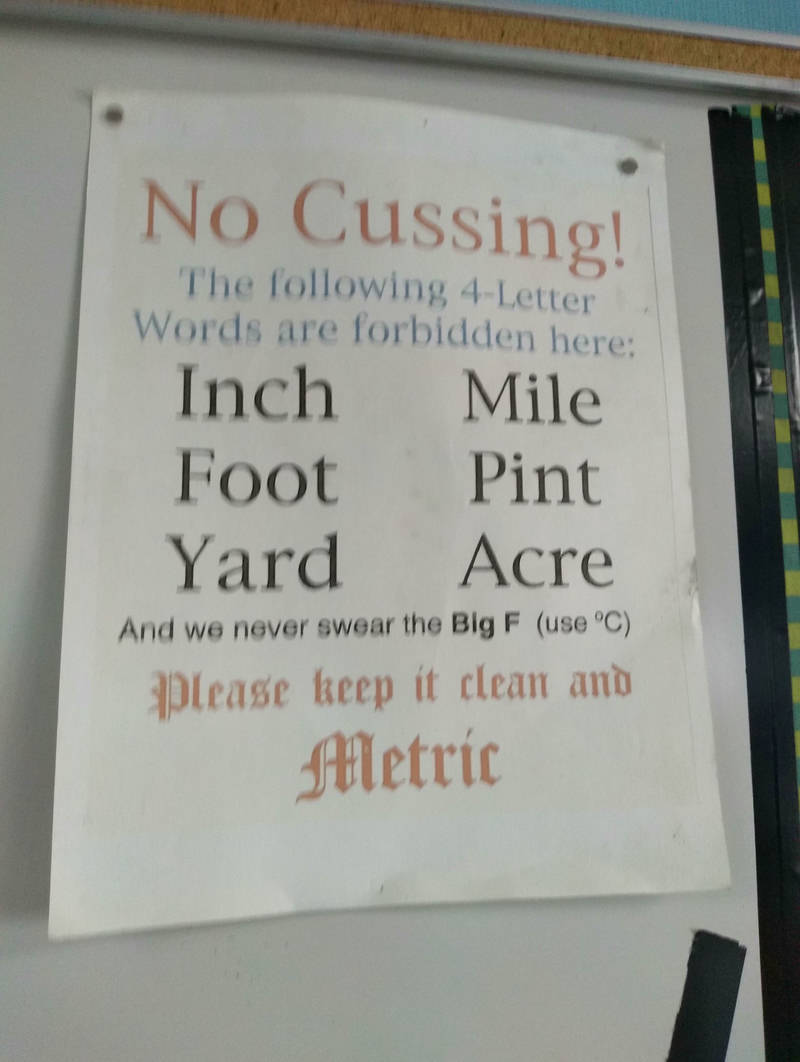 No Cussing!
The following 4-Letter
Words are forbidden here:
Inch Mile
Foot Pint
Yard Acre
And we never swear the Big F (use ºC)
Please keep it clean and
Metric